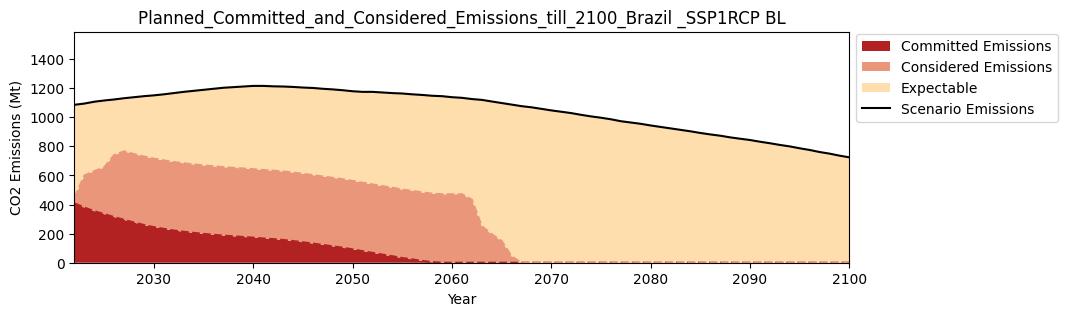 Planned_Committed_and_Considered_Emissions_till_2100_Brazil _SSP1RCP BL
Committed Emissions
Considered Emissions
Expectable
Scenario Emissions
CO2 Emissions (Mt)
1400
1200
1000
800
600
400
200
0
2030
2040
2050
2060
2070
2080
2090
2100
Year